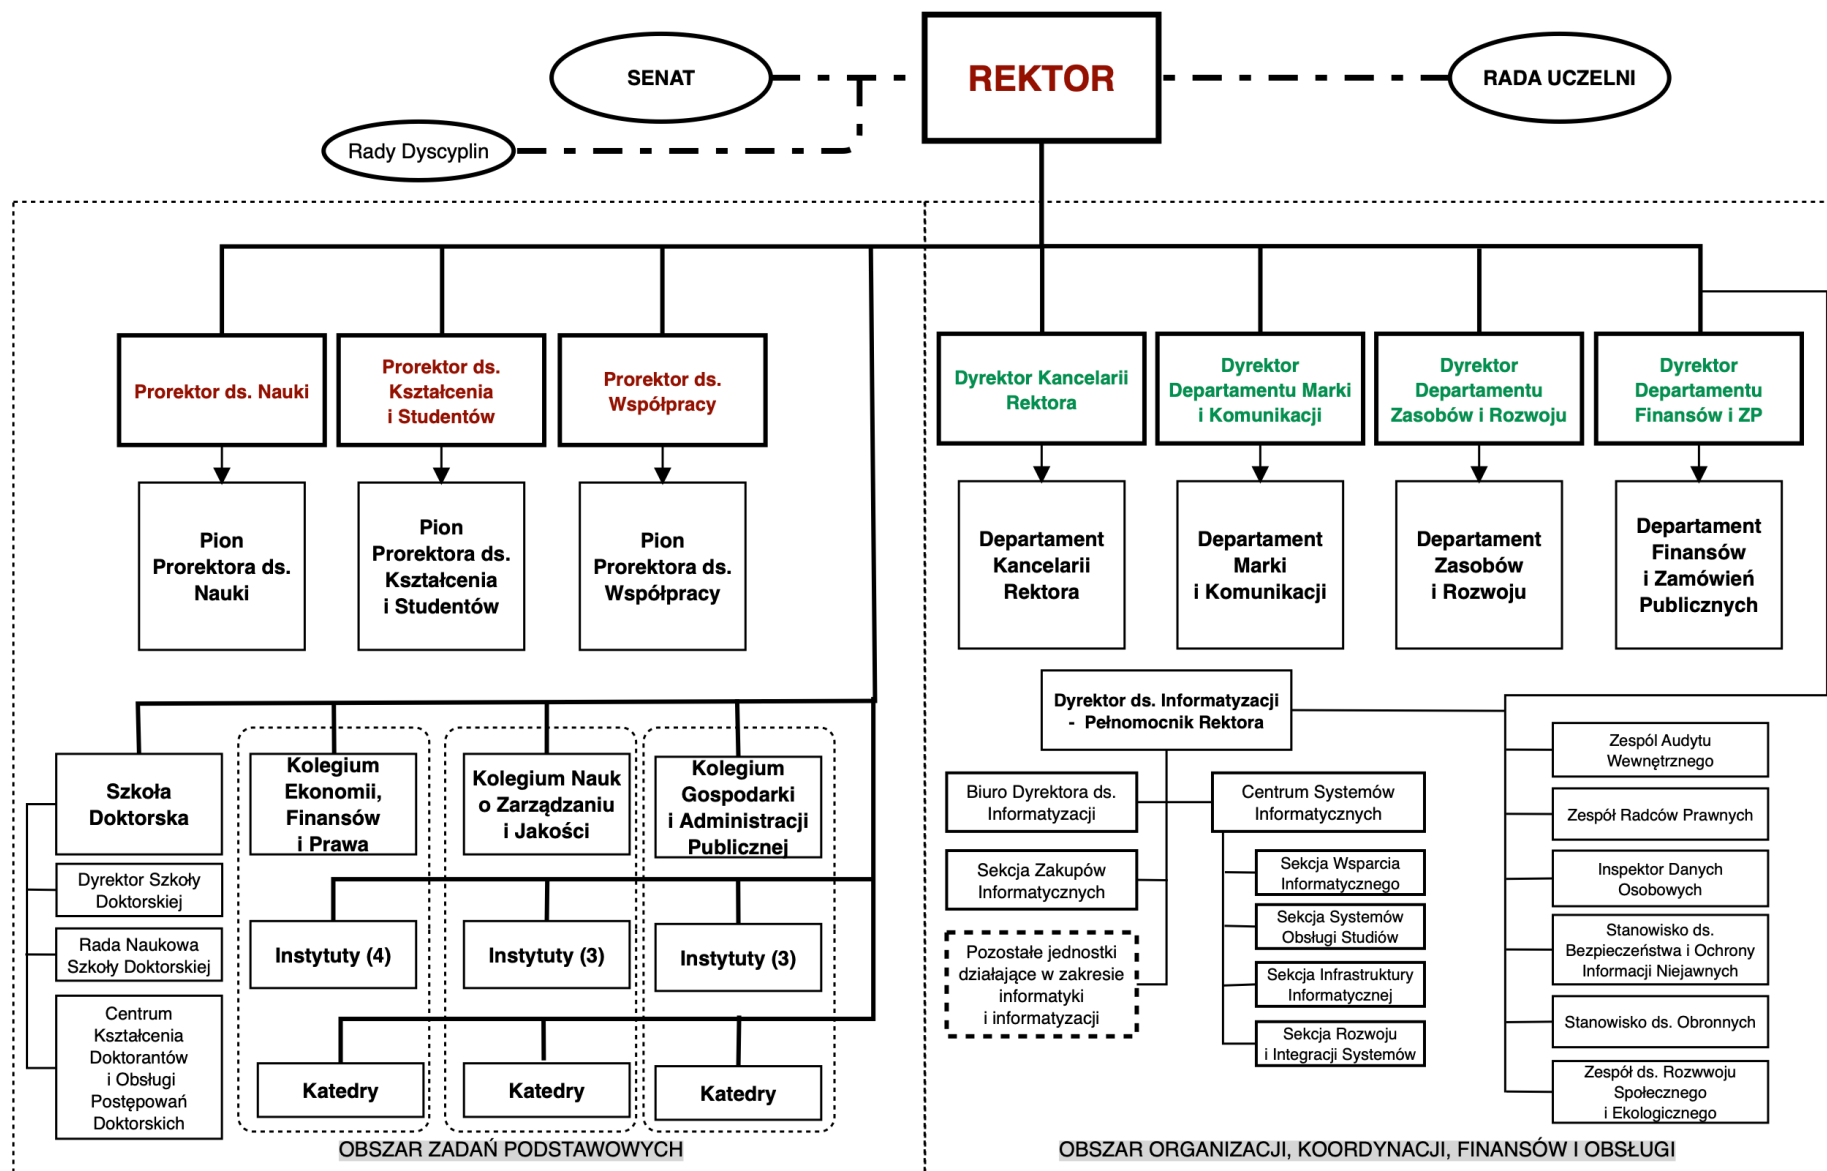 SENAT
REKTOR
RADA UCZELNI
Rady Dyscyplin
Prorektor ds. Nauki
Prorektor ds.
Kształcenia
i Studentów
Prorektor ds.
Współpracy
Dyrektor Kancelarii
Rektora
Dyrektor
Departamentu Marki
i Komunikacji
Dyrektor
Departamentu
Zasobów i Rozwoju
Dyrektor
Departamentu
Finansów i ZP
Pion
Prorektora ds.
Nauki
Pion
Prorektora ds.
Kształcenia
i Studentów
Pion
Prorektora ds.
Współpracy
Departament
Kancelarii
Rektora
Departament
Marki
i Komunikacji
Departament
Zasobów
i Rozwoju
Departament
Finansów
i Zamówień
Publicznych
Szkoła
Doktorska
Kolegium
Ekonomii,
Finansów
i Prawa
Kolegium Nauk
o Zarządzaniu
i Jakości
Kolegium
Gospodarki
i Administracji
Publicznej
Dyrektor Szkoły
Doktorskiej
Rada Naukowa
Szkoły Doktorskiej
Centrum
Kształcenia
Doktorantów
i Obsługi
Postępowań
Doktorskich
Instytuty (4)
Instytuty (3)
Instytuty (3)
Katedry
Katedry
Katedry
OBSZAR ZADAŃ PODSTAWOWYCH
Dyrektor ds. Informatyzacji
- Pełnomocnik Rektora
Biuro Dyrektora ds.
Informatyzacji
Sekcja Zakupów
Informatycznych
Pozostałe jednostki
działające w zakresie
informatyki
i informatyzacji
Centrum Systemów
Informatycznych
Sekcja Wsparcia
Informatycznego
Sekcja Systemów
Obsługi Studiów
Sekcja Infrastruktury
Informatycznej
Sekcja Rozwoju
i Integracji Systemów
Zespól Audytu
Wewnętrznego
Zespół Radców Prawnych
Inspektor Danych
Osobowych
Stanowisko ds.
Bezpieczeństwa i Ochrony
Informacji Niejawnych
Stanowisko ds. Obronnych
Zespół ds. Rozwwoju
Społecznego
i Ekologicznego
OBSZAR ORGANIZACJI, KOORDYNACJI, FINANSÓW I OBSŁUGI